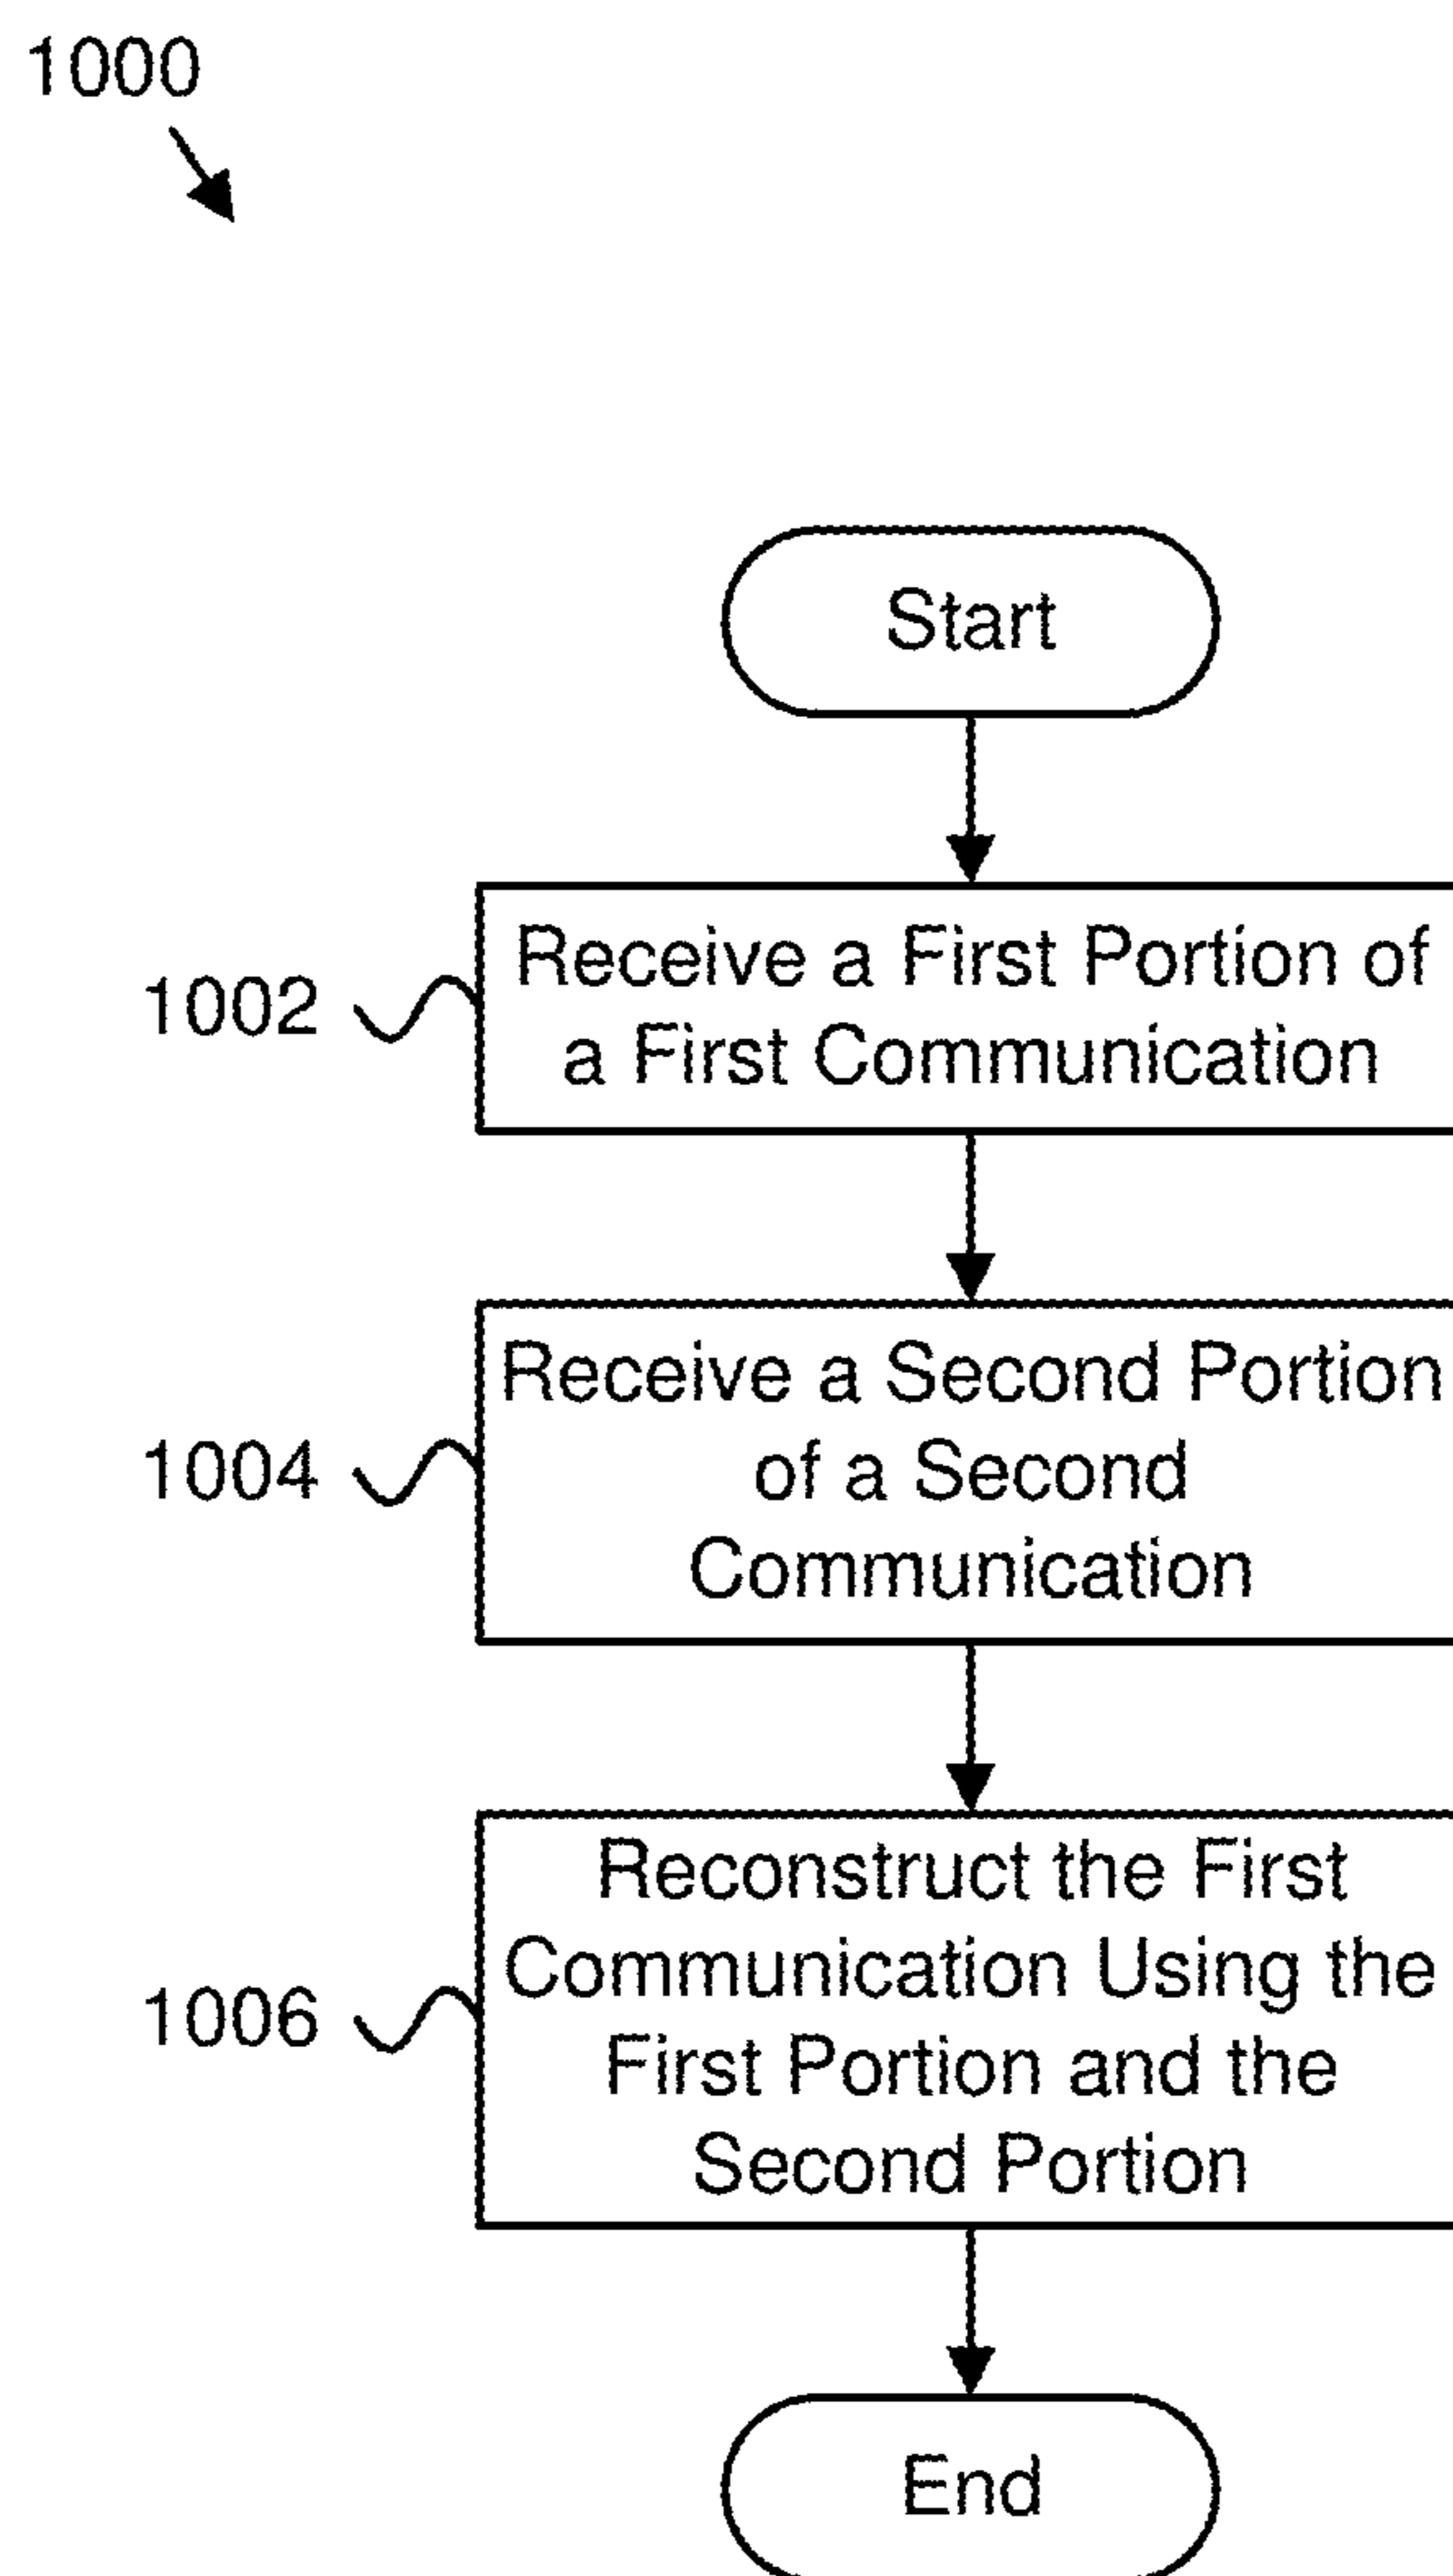 1000
Start
1002
Receive a First Portion of
a First Communication
1004
Receive a Second Portion
of a Second
Communication
1006
Reconstruct the First
Communication Using the
First Portion and the
Second Portion
End